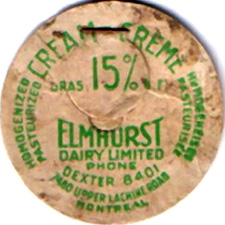 HOMOGENIZED
PASTEURIZED
CREAM - CREME
HOMOGENEISEE
PASTEURISEE
GRAS 15% B.F.
ELMHURST
DAIRY LIMITED
PHONE
DEXTER 8401
7460 UPPER LACHINE ROAD
MONTREAL